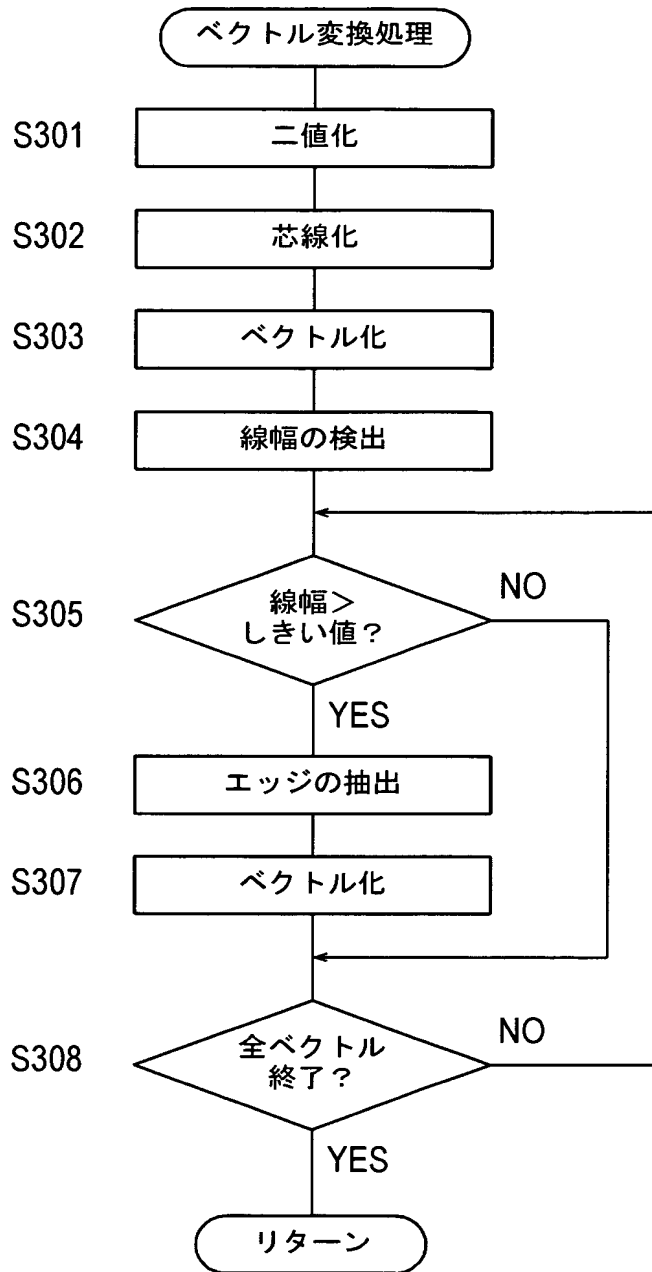 ベクトル変換処理
S301
二値化
S302
芯線化
S303
ベクトル化
S304
線幅の検出
S305
線幅＞
しきい値？
NO
YES
S306
エッジの抽出
S307
ベクトル化
S308
全ベクトル
終了？
NO
YES
リターン